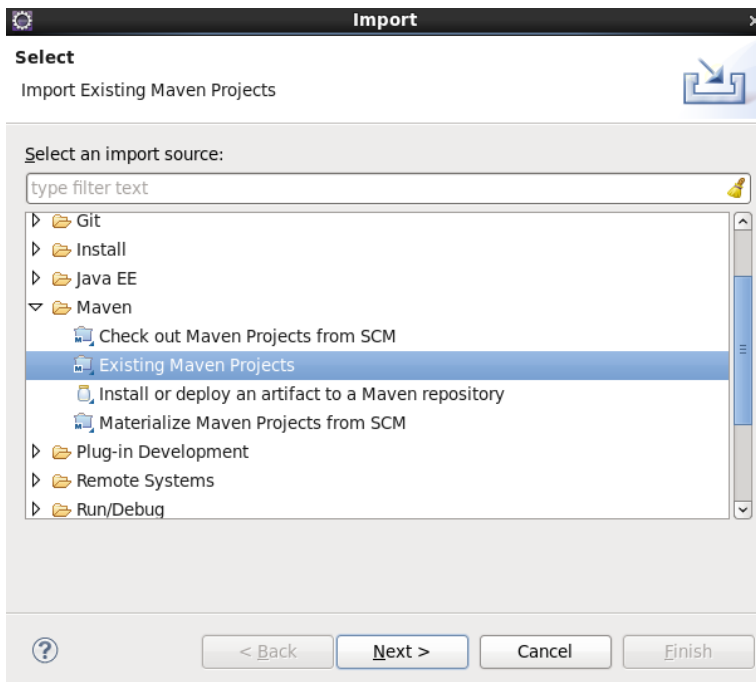 Import
Select
Import Existing Maven Projects
Select an import source:
type filter text
Git
Install
Java EE
Maven
Check out Maven Projects from SCM
Existing Maven Projects
Install or deploy an artifact to a Maven repository
Materialize Maven Projects from SCM
Plug-in Development
Remote Systems
Run/Debug
< Back Next > Cancel Finish